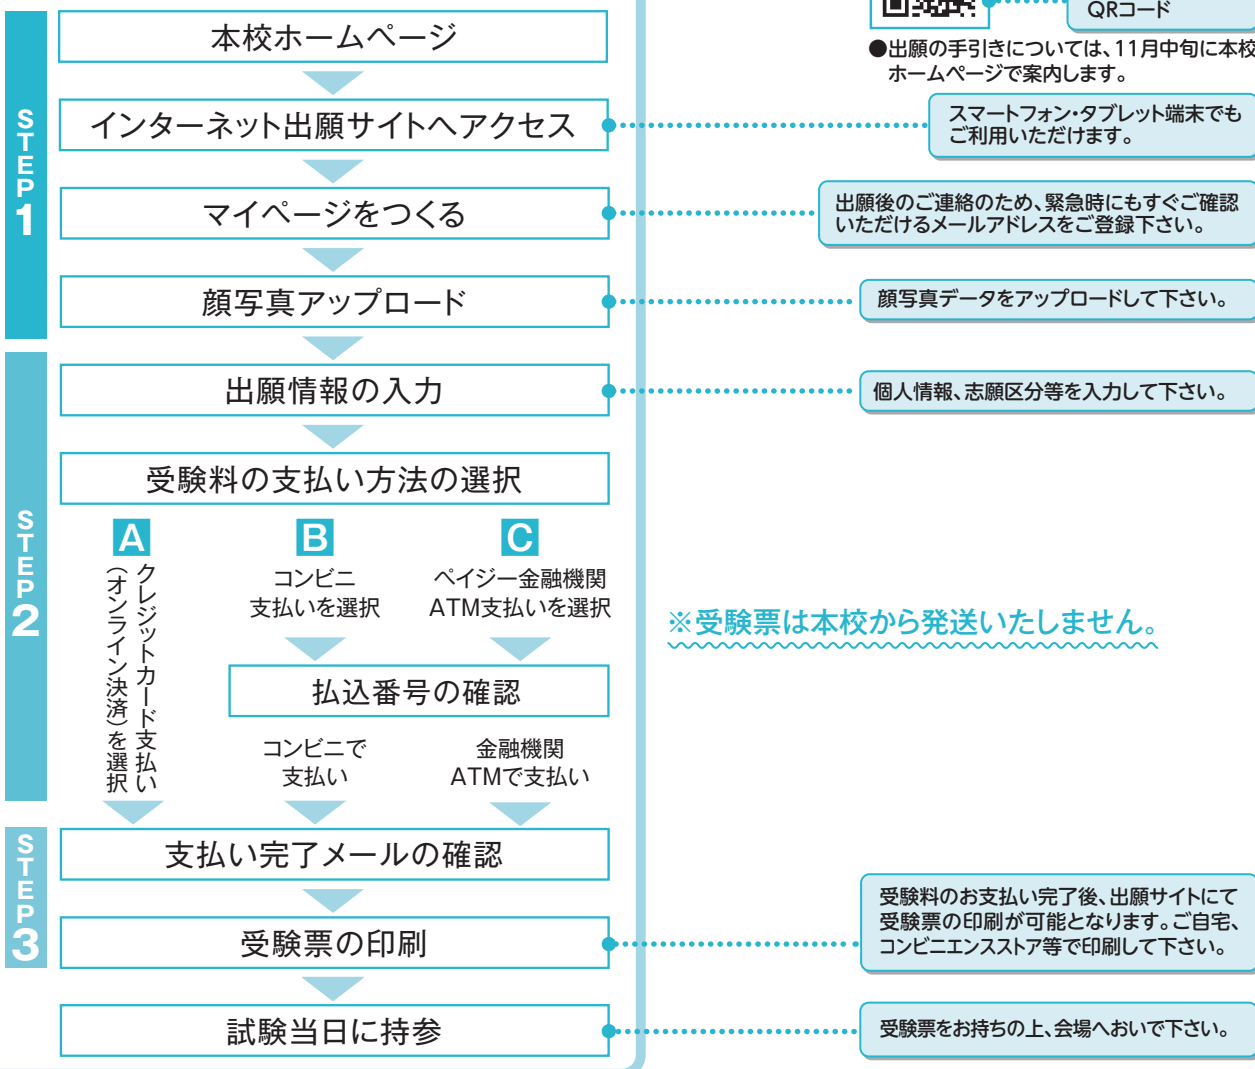 QRコード
●出願の手引きについては、11月中旬に本校
ホームページで案内します。
STEP1
本校ホームページ
インターネット出願サイトへアクセス
スマートフォン・タブレット端末でも
ご利用いただけます。
マイページをつくる
出願後のご連絡のため、緊急時にもすぐご確認
いただけるメールアドレスをご登録下さい。
顔写真アップロード
顔写真データをアップロードして下さい。
STEP2
出願情報の入力
個人情報、志願区分等を入力して下さい。
受験料の支払い方法の選択
A
クレジットカード支払い
（オンライン決済）を選択
B
コンビニ
支払いを選択
C
ペイジー金融機関
ATM支払いを選択
払込番号の確認
コンビニで
支払い
金融機関
ATMで支払い
※受験票は本校から発送いたしません。
STEP3
支払い完了メールの確認
受験票の印刷
受験料のお支払い完了後、出願サイトにて
受験票の印刷が可能となります。ご自宅、
コンビニエンスストア等で印刷して下さい。
試験当日に持参
受験票をお持ちの上、会場へおいで下さい。